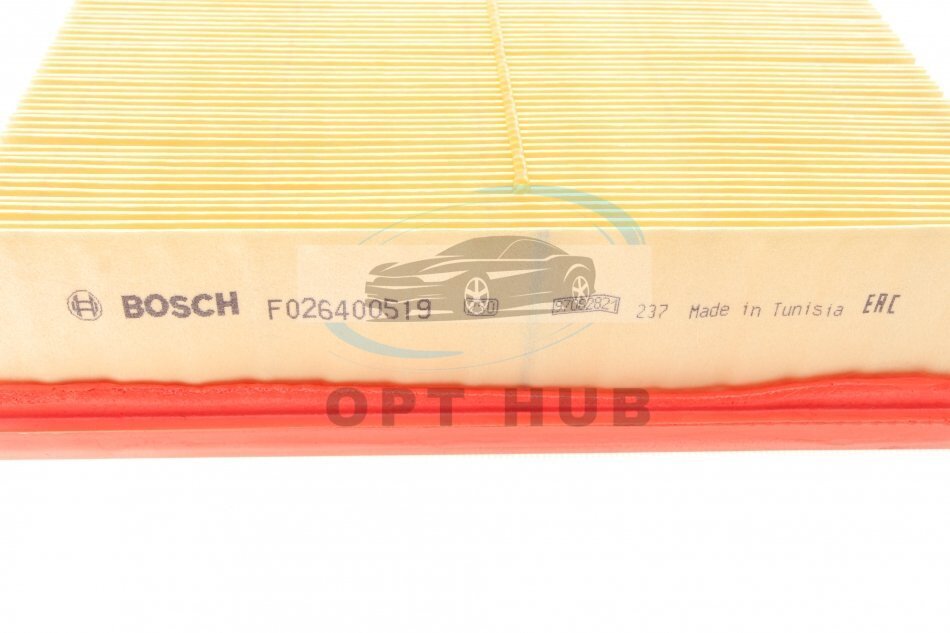 BOSCH F026400519 237 Made in Tunisia EAC
OPT HUB